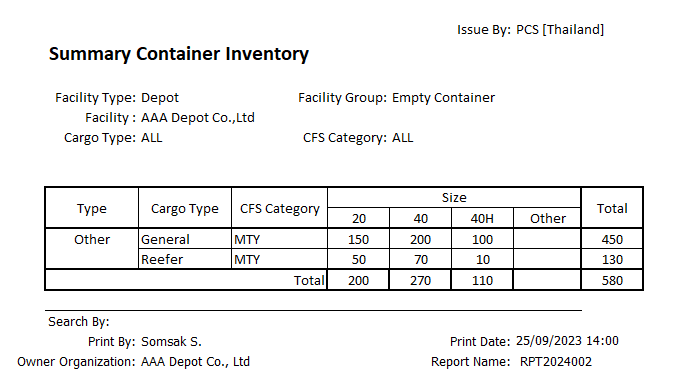 Issue By: PCS [Thailand]
Summary Container Inventory
Facility Type: Depot Facility Group: Empty Container
Facility : AAA Depot Co.,Ltd
Cargo Type: ALL CFS Category: ALL
Type Cargo Type CFS Category Size Total
20 40 40H Other
Other General MTY 150 200 100 450
Reefer MTY 50 70 10 130
Total 200 270 110 580
Search By:
Print By: Somsak S. Print Date: 25/09/2023 14:00
Owner Organization: AAA Depot Co., Ltd Report Name: RPT2024002